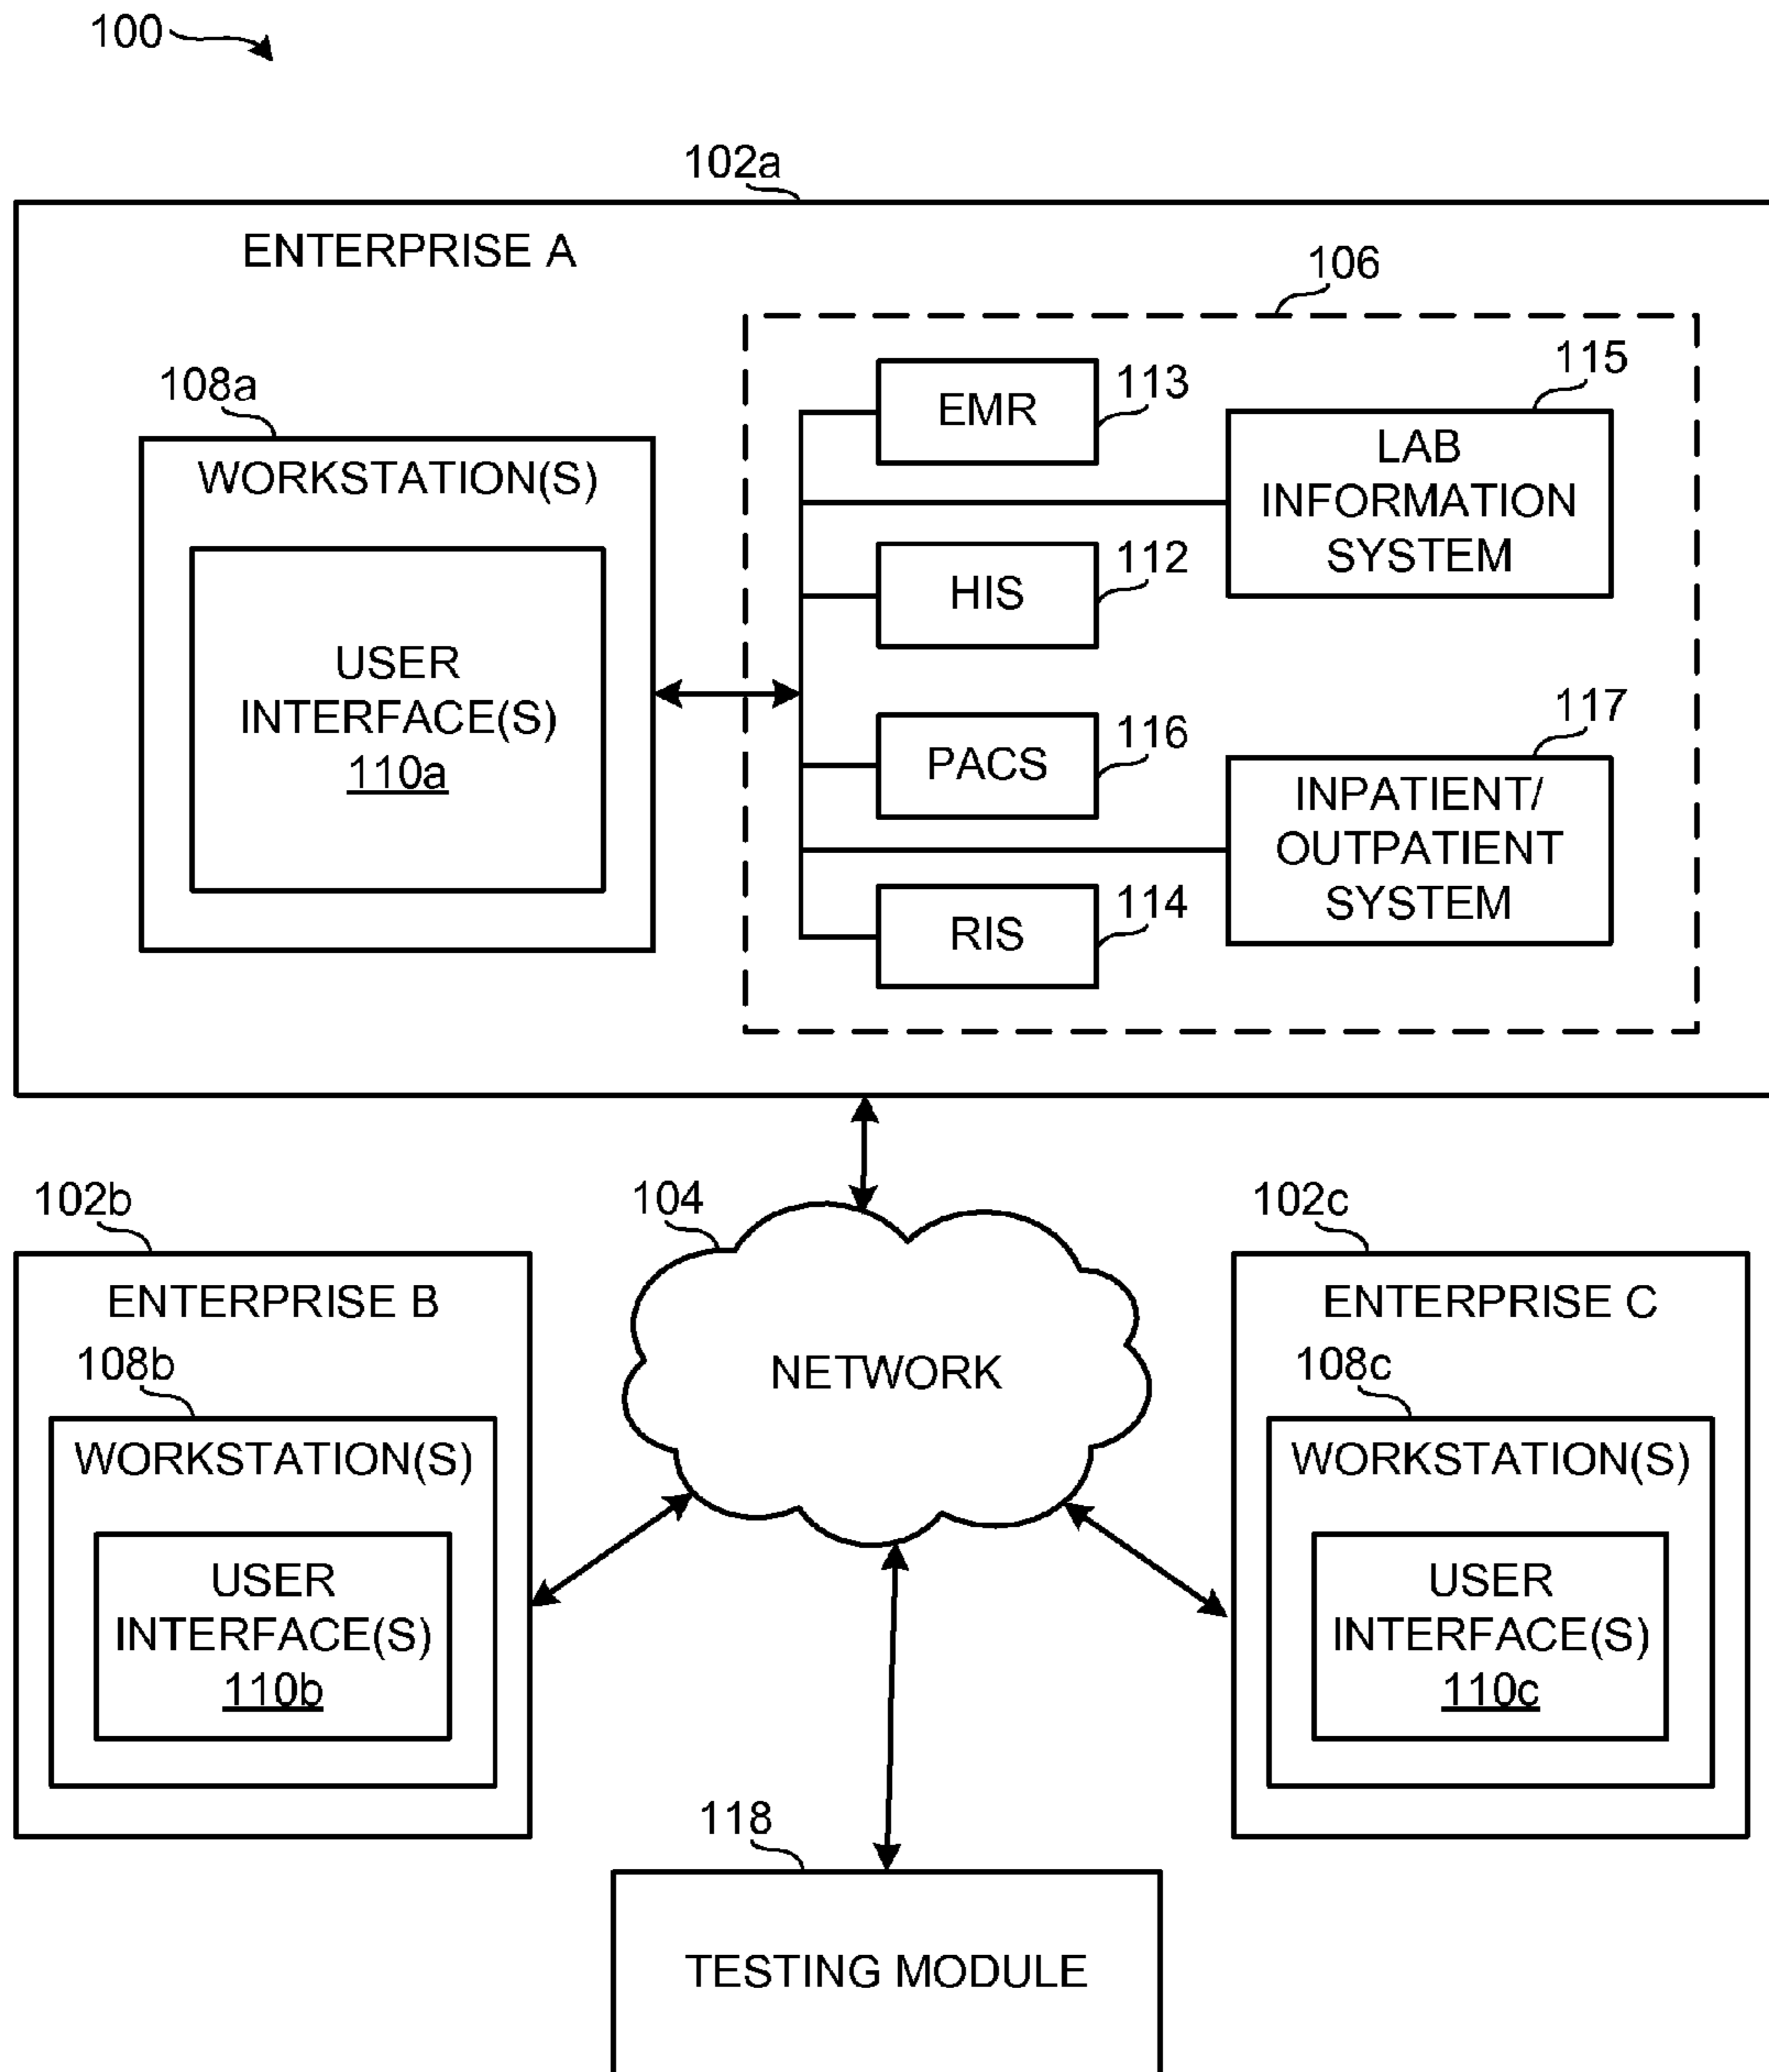 100
102a
ENTERPRISE A
106
108a
WORKSTATION(S)
USER
INTERFACE(S)
110a
EMR
113
115
LAB
INFORMATION
SYSTEM
HIS
112
PACS
116
117
INPATIENT/
OUTPATIENT
SYSTEM
RIS
114
102b
ENTERPRISE B
108b
WORKSTATION(S)
USER
INTERFACE(S)
110b
104
NETWORK
102c
ENTERPRISE C
108c
WORKSTATION(S)
USER
INTERFACE(S)
110c
118
TESTING MODULE